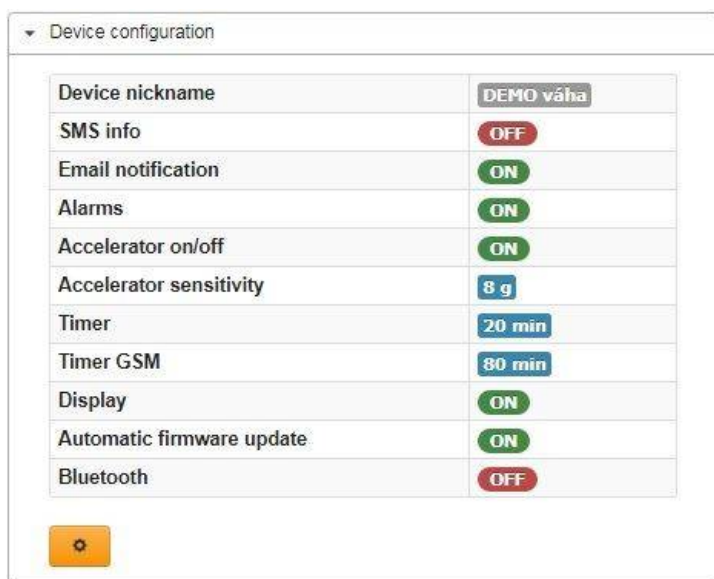 Device configuration
Device nickname DEMO váha
SMS info OFF
Email notification ON
Alarms ON
Accelerator on/off ON
Accelerator sensitivity 8 g
Timer 20 min
Timer GSM 80 min
Display ON
Automatic firmware update ON
Bluetooth OFF